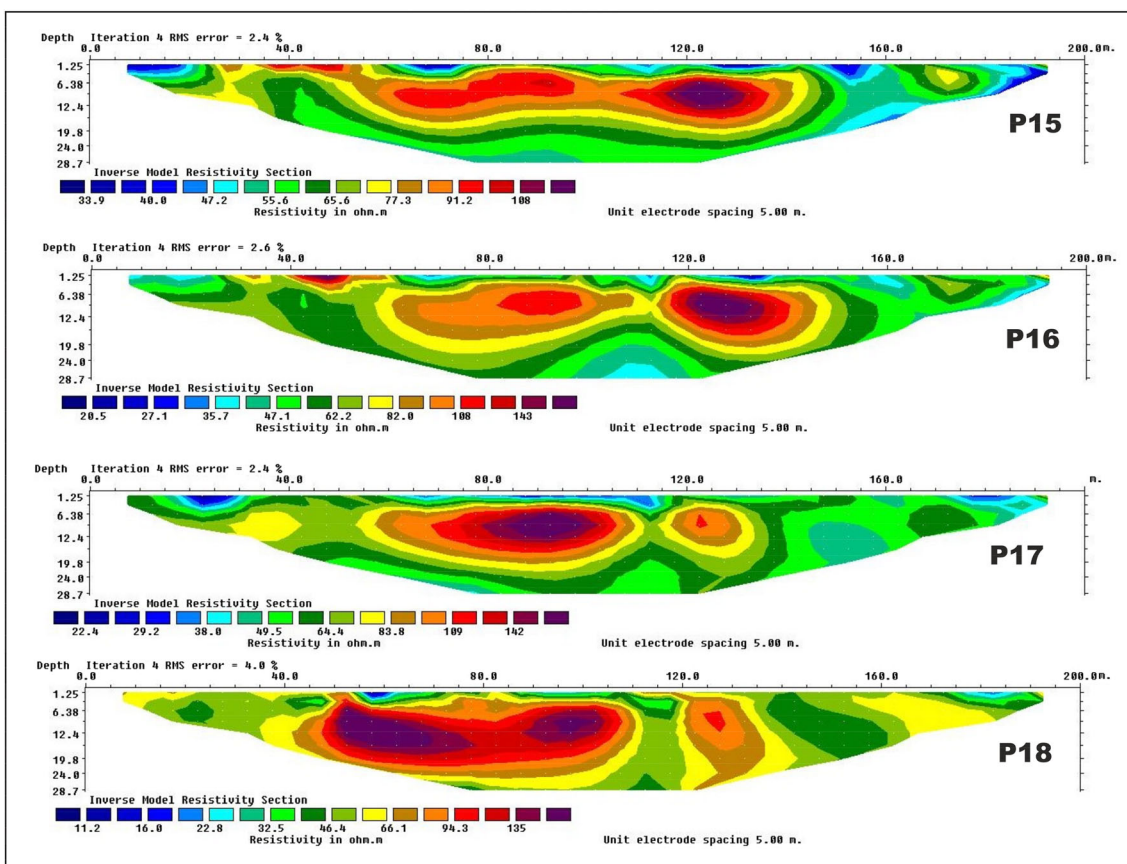 Depth Iteration 4 RMS error = 2.4 %
0.0 40.0 80.0 120.0 160.0 200.0m.
1.25
6.38
12.4
19.8
24.0
28.7
P15
Inverse Model Resistivity Section
33.9 40.0 47.2 55.6 65.6 77.3 91.2 108
Resistivity in ohm.m Unit electrode spacing 5.00 m.
Depth Iteration 4 RMS error = 2.6 %
0.0 40.0 80.0 120.0 160.0 200.0m.
1.25
6.38
12.4
19.8
24.0
28.7
P16
Inverse Model Resistivity Section
20.5 27.1 35.7 47.1 62.2 82.0 108 143
Resistivity in ohm.m Unit electrode spacing 5.00 m.
Depth Iteration 4 RMS error = 2.4 %
0.0 40.0 80.0 120.0 160.0 m.
1.25
6.38
12.4
19.8
24.0
28.7
P17
Inverse Model Resistivity Section
22.4 29.2 38.0 49.5 64.4 83.8 109 142
Resistivity in ohm.m Unit electrode spacing 5.00 m.
Depth Iteration 4 RMS error = 4.0 %
0.0 40.0 80.0 120.0 160.0 200.0m.
1.25
6.38
12.4
19.8
24.0
28.7
P18
Inverse Model Resistivity Section
11.2 16.0 22.8 32.5 46.4 66.1 94.3 135
Resistivity in ohm.m Unit electrode spacing 5.00 m.